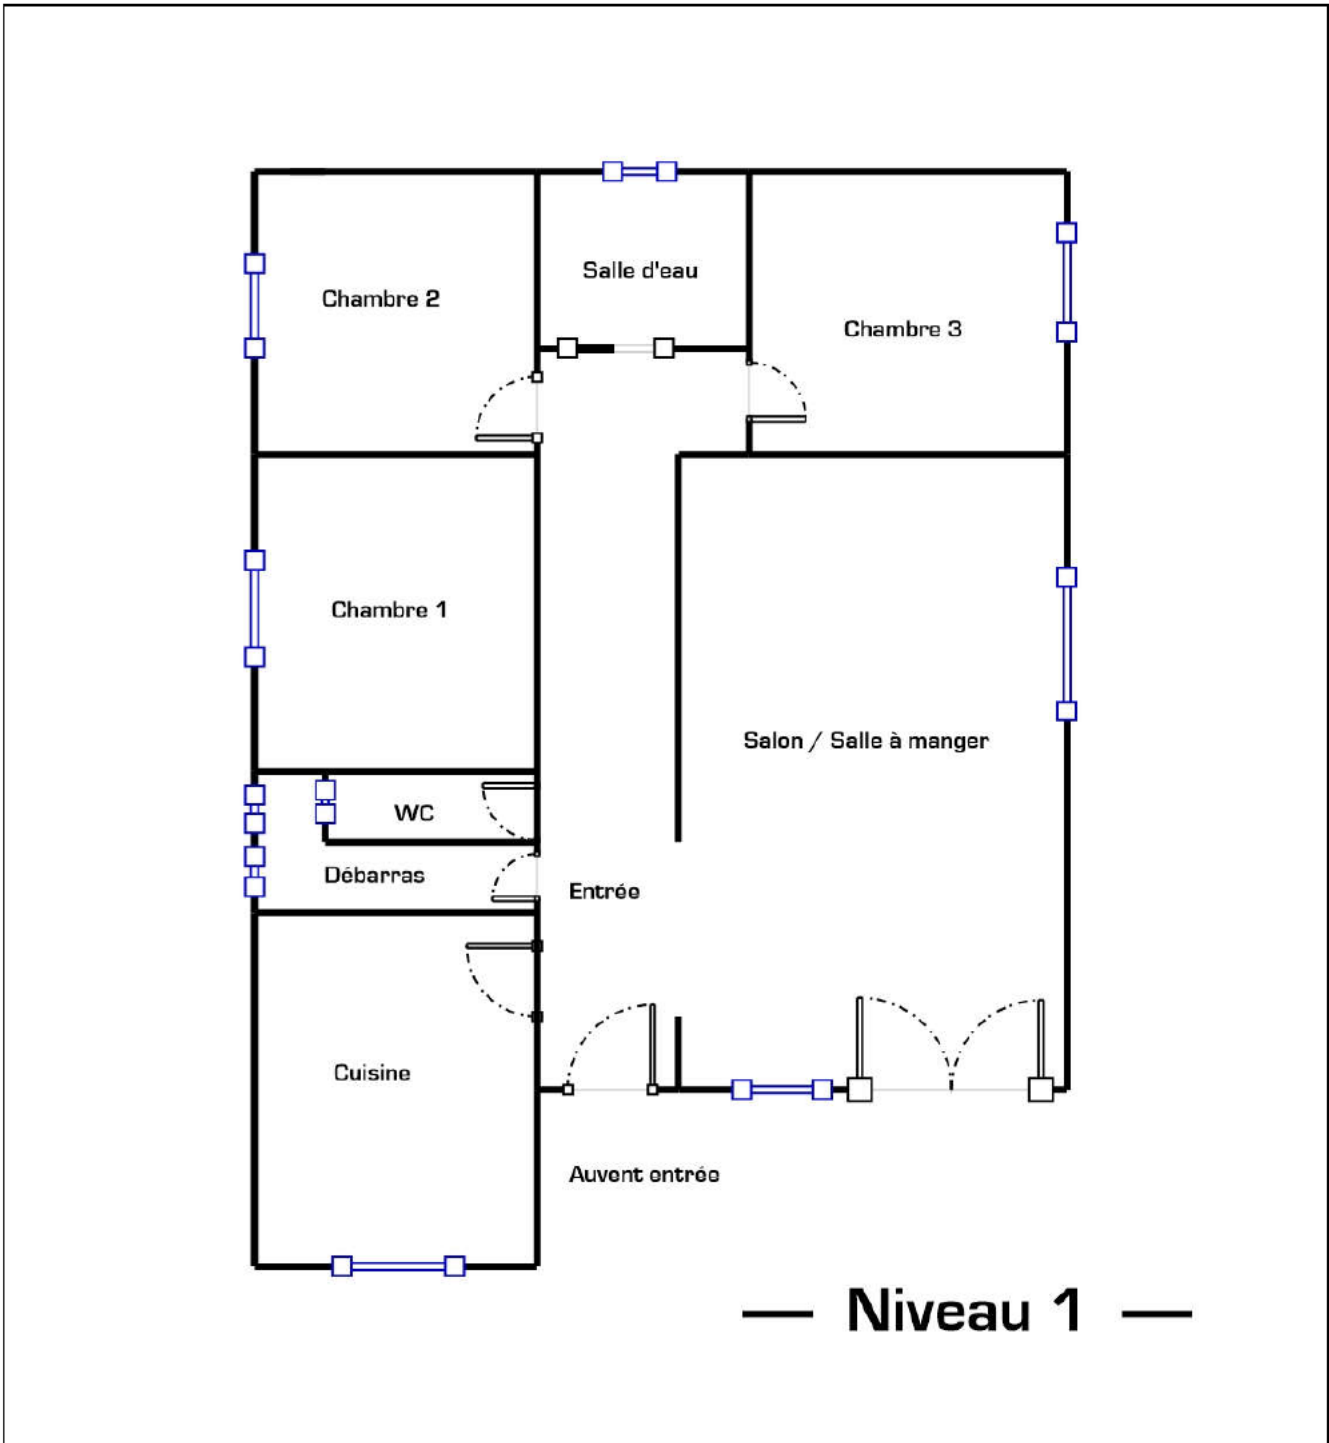 Salle d'eau
Chambre 2
Chambre 3
Chambre 1
Salon / Salle à manger
WC
Débarras
Entrée
Cuisine
Auvent entrée
Niveau 1